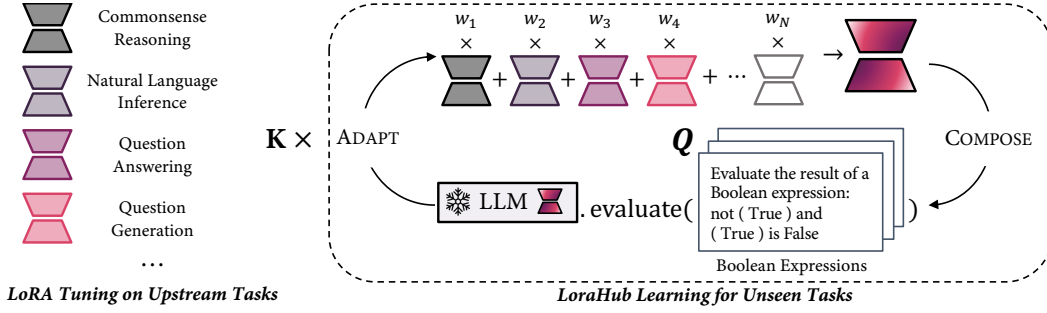 Commonsense
Reasoning
Natural Language
Inference
Question
Answering
Question
Generation
...
LoRA Tuning on Upstream Tasks
K ×
ADAPT
w1 w2 w3 w4 wN
× × × × ×
+ + + + ... →
COMPOSE
Q
LLM .evaluate( )
Evaluate the result of a
Boolean expression:
not ( True ) and
( True ) is False
Boolean Expressions
LoraHub Learning for Unseen Tasks